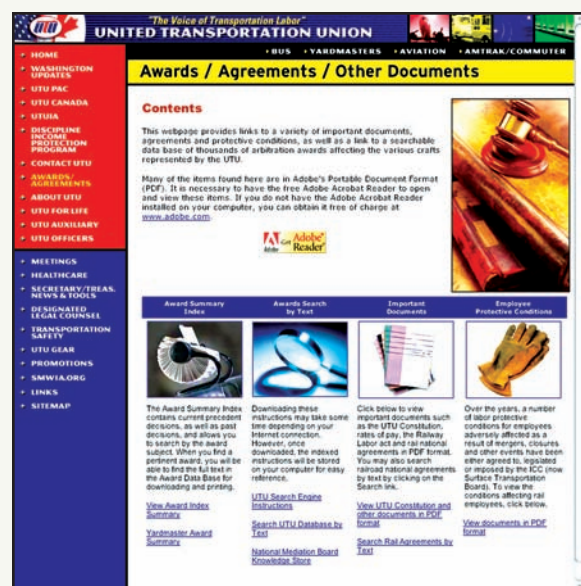 "The Voice of Transportation Labor"
utu
UNITED TRANSPORTATION UNION
BUS YARDMASTERS AVIATION AMTRAK/COMMUTER
HOME
WASHINGTON
UPDATES
UTU PAC
UTU CANADA
UTUIA
DISCIPLINE
INCOME
PROTECTION
PROGRAM
CONTACT UTU
AWARDS/
AGREEMENTS
ABOUT UTU
UTU FOR LIFE
UTU AUXILIARY
UTU OFFICERS
MEETINGS
HEALTHCARE
SECRETARY/TREAS.
NEWS & TOOLS
DESIGNATED
LEGAL COUNSEL
TRANSPORTATION
SAFETY
UTU GEAR
PROMOTIONS
SMWIA.ORG
LINKS
SITEMAP
Awards / Agreements / Other Documents
Contents
This webpage provides links to a variety of important documents,
agreements and protective conditions, as well as a link to a searchable
data base of thousands of arbitration awards affecting the various crafts
represented by the UTU.
Many of the items found here are in Adobe's Portable Document Format
(PDF). It is necessary to have the free Adobe Acrobat Reader to open
and view these items. If you do not have the Adobe Acrobat Reader
installed on your computer, you can obtain it free of charge at
www.adobe.com.
Adobe
Get Adobe®
Reader®
Award Summary
Index
The Award Summary Index
contains current precedent
decisions, as well as past
decisions, and allows you
to search by the award
subject. When you find a
pertinent award, you will be
able to find the full text in
the Award Data Base for
downloading and printing.
View Award Index
Summary
Yardmaster Award
Summary
Awards Search
by Text
Downloading these
instructions may take some
time depending on your
Internet connection.
However, once
downloaded, the indexed
instructions will be stored
on your computer for easy
reference.
UTU Search Engine
Instructions
Search UTU Database by
Text
National Mediation Board
Knowledge Store
Important
Documents
Click below to view
important documents such
as the UTU Constitution,
rates of pay, the Railway
Labor act and rail national
agreements in PDF format.
You may also search
railroad national agreements
by text by clicking on the
Search link.
View UTU Constitution and
other documents in PDF
format
Search Rail Agreements by
Text
Employee
Protective Conditions
Over the years, a number
of labor protective
conditions for employees
adversely affected as a
result of mergers, closures
and other events have been
either agreed to, legislated
or imposed by the ICC (now
Surface Transportation
Board). To view the
conditions affecting rail
employees, click below.
View documents in PDF
format